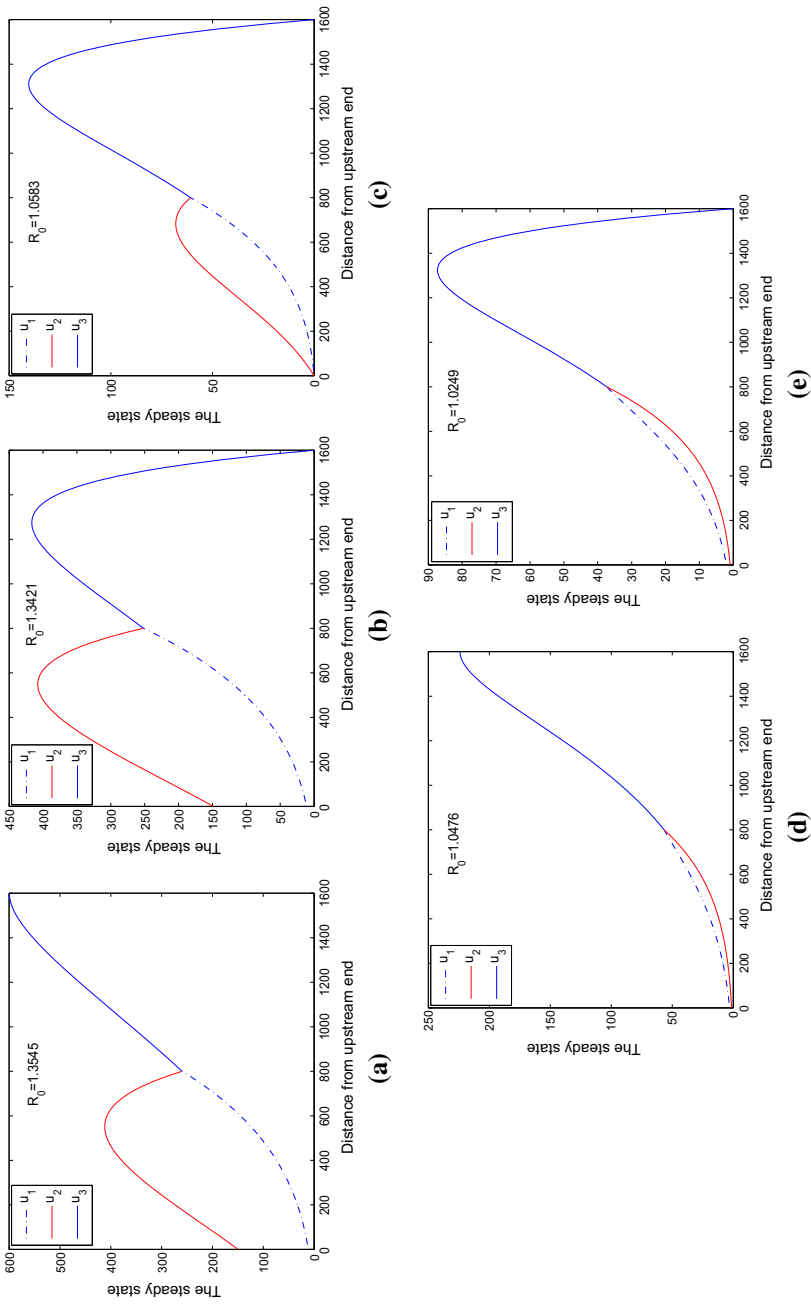 600
500
400
300
200
100
0
The steady state
u1
u2
u3
R0=1.3545
0 200 400 600 800 1000 1200 1400 1600
Distance from upstream end
(a)
450
400
350
300
250
200
150
100
50
0
The steady state
u1
u2
u3
R0=1.3421
0 200 400 600 800 1000 1200 1400 1600
Distance from upstream end
(b)
150
100
50
0
The steady state
u1
u2
u3
R0=1.0583
0 200 400 600 800 1000 1200 1400 1600
Distance from upstream end
(c)
250
200
150
100
50
0
The steady state
u1
u2
u3
R0=1.0476
0 200 400 600 800 1000 1200 1400 1600
Distance from upstream end
(d)
90
80
70
60
50
40
30
20
10
0
The steady state
u1
u2
u3
R0=1.0249
0 200 400 600 800 1000 1200 1400 1600
Distance from upstream end
(e)